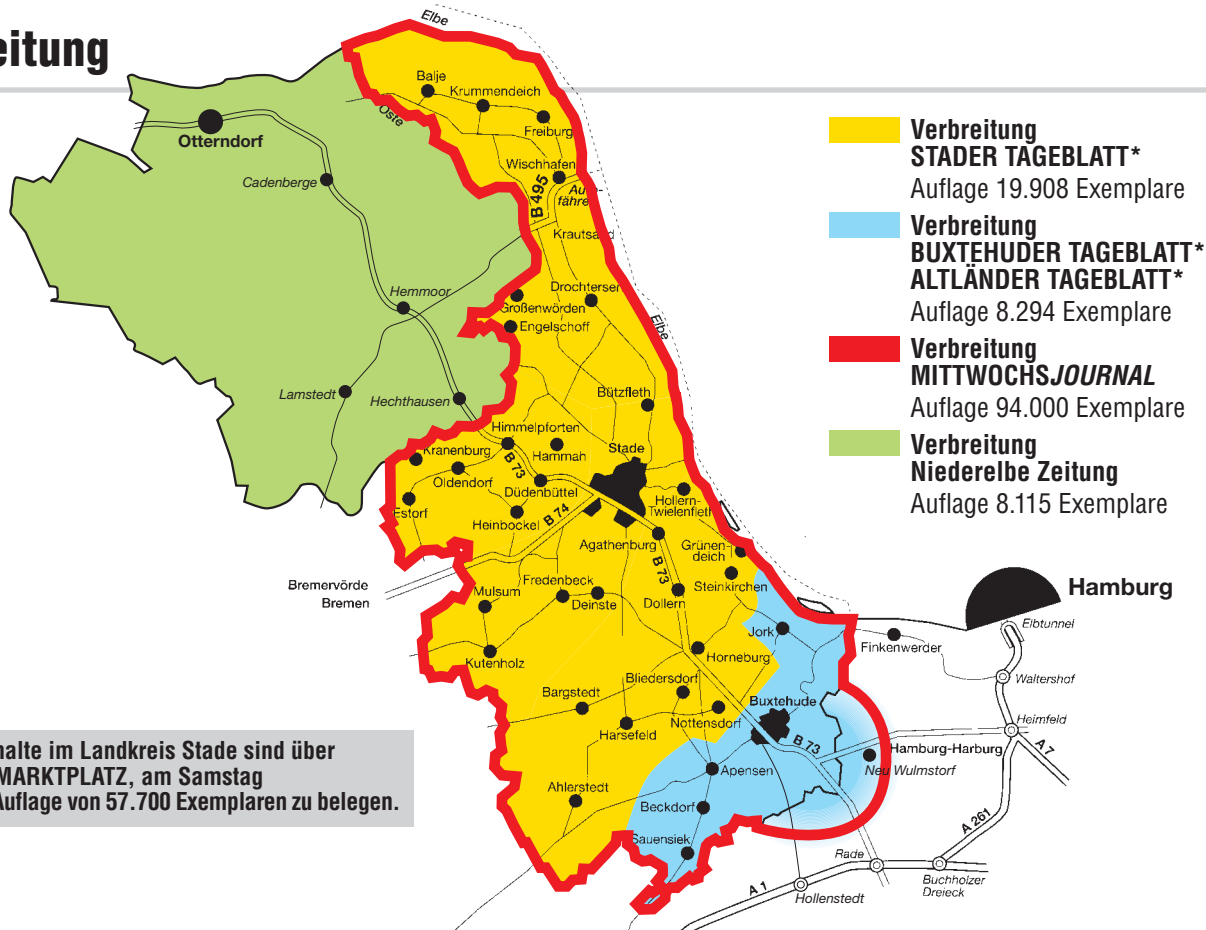 eitung
Elbe
Balje
Krummendeich
Oste
Freiburg
Otterndorf
Wischhafen
Cadenberge
B 495
Krautsand
Hemmoor
Drochtersen
Großenwörden
Engelschoff
Elbe
Lamstedt
Hechthausen
Bützfleth
Himmelpforten
Hammah
Stade
Kranenburg
B 73
Oldendorf
Düdenbüttel
Hollern-
Twielenfleth
Estorf
Heinbockel
B 74
Agathenburg
Grünen-
deich
B 73
Steinkirchen
Bremervörde
Bremen
Fredenbeck
Mulsum
Deinste
Dollern
Jork
Kutenholz
Horneburg
Bliedersdorf
Bargstedt
Nottensdorf
Buxtehude
Harsefeld
B 73
Apensen
Ahlerstedt
Beckdorf
Sauensiek
Hamburg
Elbtunnel
Finkenwerder
Waltershof
Heimfeld
Hamburg-Harburg
A 7
Neu Wulmstorf
A 261
Rade
Buchholzer
Dreieck
A 1
Hollenstedt
Verbreitung
STADER TAGEBLATT*
Auflage 19.908 Exemplare
Verbreitung
BUXTEHUDER TAGEBLATT*
ALTLÄNDER TAGEBLATT*
Auflage 8.294 Exemplare
Verbreitung
MITTWOCHSJOURNAL
Auflage 94.000 Exemplare
Verbreitung
Niederelbe Zeitung
Auflage 8.115 Exemplare
halte im Landkreis Stade sind über
MARKTPLATZ, am Samstag
Auflage von 57.700 Exemplaren zu belegen.